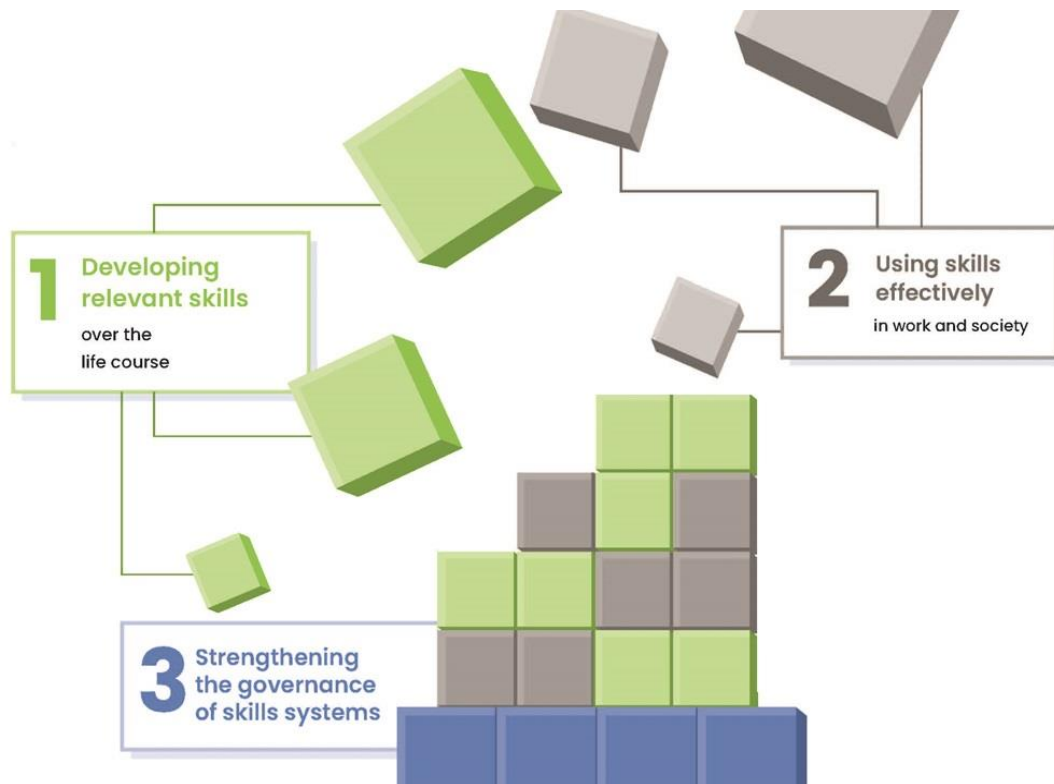 1
Developing
relevant skills
over the
life course
2
Using skills
effectively
in work and society
3
Strengthening
the governance
of skills systems